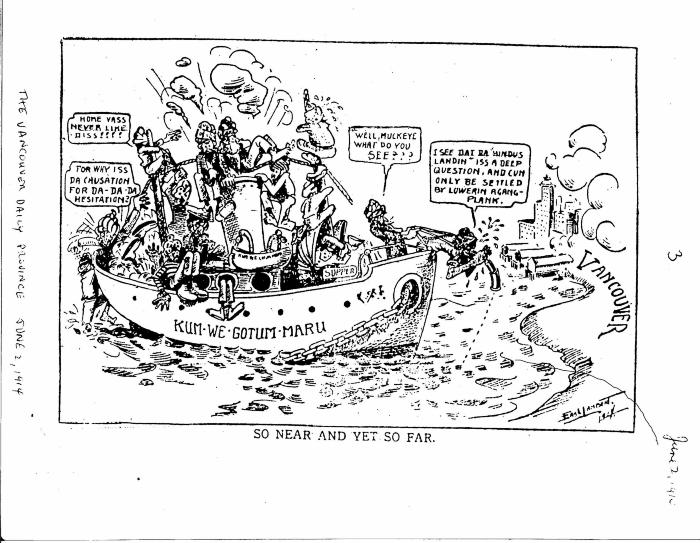 THE VANCOUVER DAILY PROVINCE JUNE 2, 1914
HOME VASS
NEVER LIKE
DISS!!!!
FOR WHY ISS
DA CAUSATION
FOR DA-DA-DA
HESITATION?
WELL, MUCKEYE
WHAT DO YOU
SEE???
I SEE DAT DA "HINDUS
LANDIN" ISS A DEEP
QUESTION, AND CUN
ONLY BE SETTLED
BY LOWERIN A GANG-
PLANK.
SUPPER
VANCOUVER
KUM·WE·GOTUM·MARU
SO NEAR AND YET SO FAR.
3
June 2, 1914